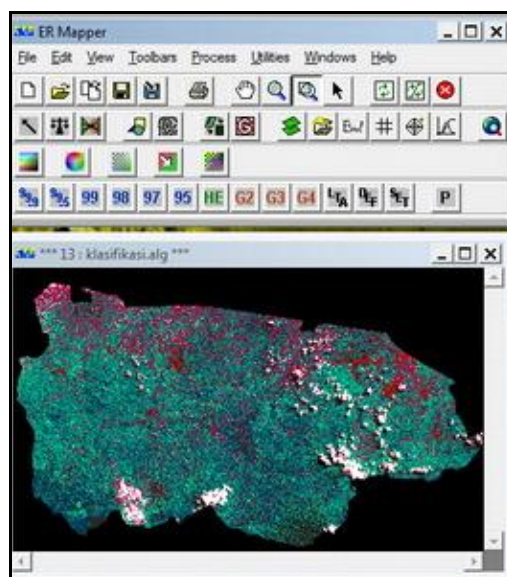 ER Mapper
File Edit View Toolbars Process Utilities Windows Help
99 98 97 95 HE G2 G3 G4 P
*** 13 : klasifikasi.alg ***